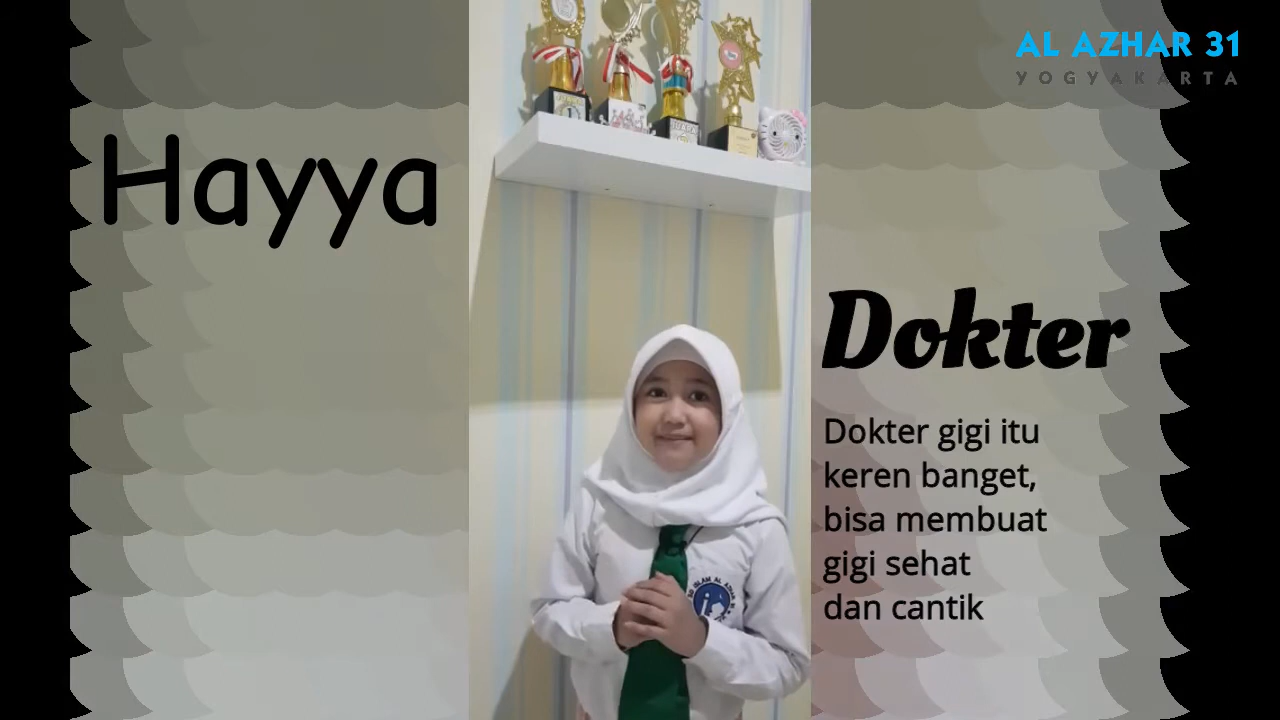 AL AZHAR 31
YOGYAKARTA
Hayya
Dokter
Dokter gigi itu
keren banget,
bisa membuat
gigi sehat
dan cantik